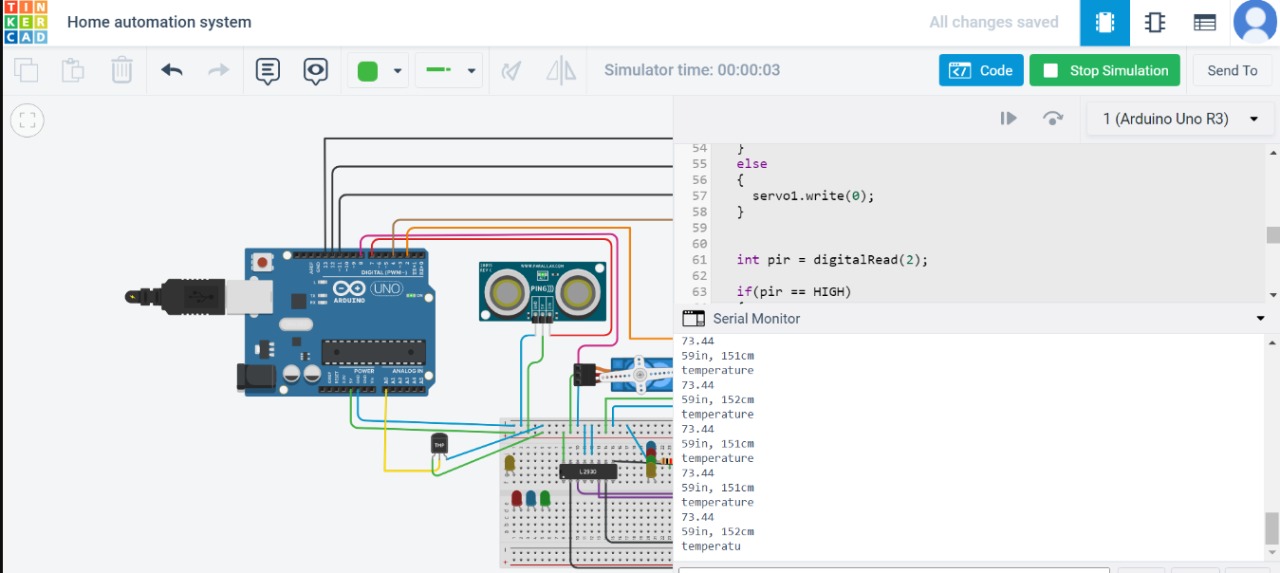 TIN
KER
CAD
Home automation system
All changes saved
Simulator time: 00:00:03
Code
Stop Simulation
Send To
1 (Arduino Uno R3)
54 }
55 else
56 {
57 servo1.write(0);
58 }
59
60
61 int pir = digitalRead(2);
62
63 if(pir == HIGH)
DIGITAL (PWM~)
UNO
ARDUINO
POWER
ANALOG IN
WWW.PARALLAX.COM
PING)))
TMP
L293D
Serial Monitor
73.44
59in, 151cm
temperature
73.44
59in, 152cm
temperature
73.44
59in, 151cm
temperature
73.44
59in, 151cm
temperature
73.44
59in, 152cm
temperatu